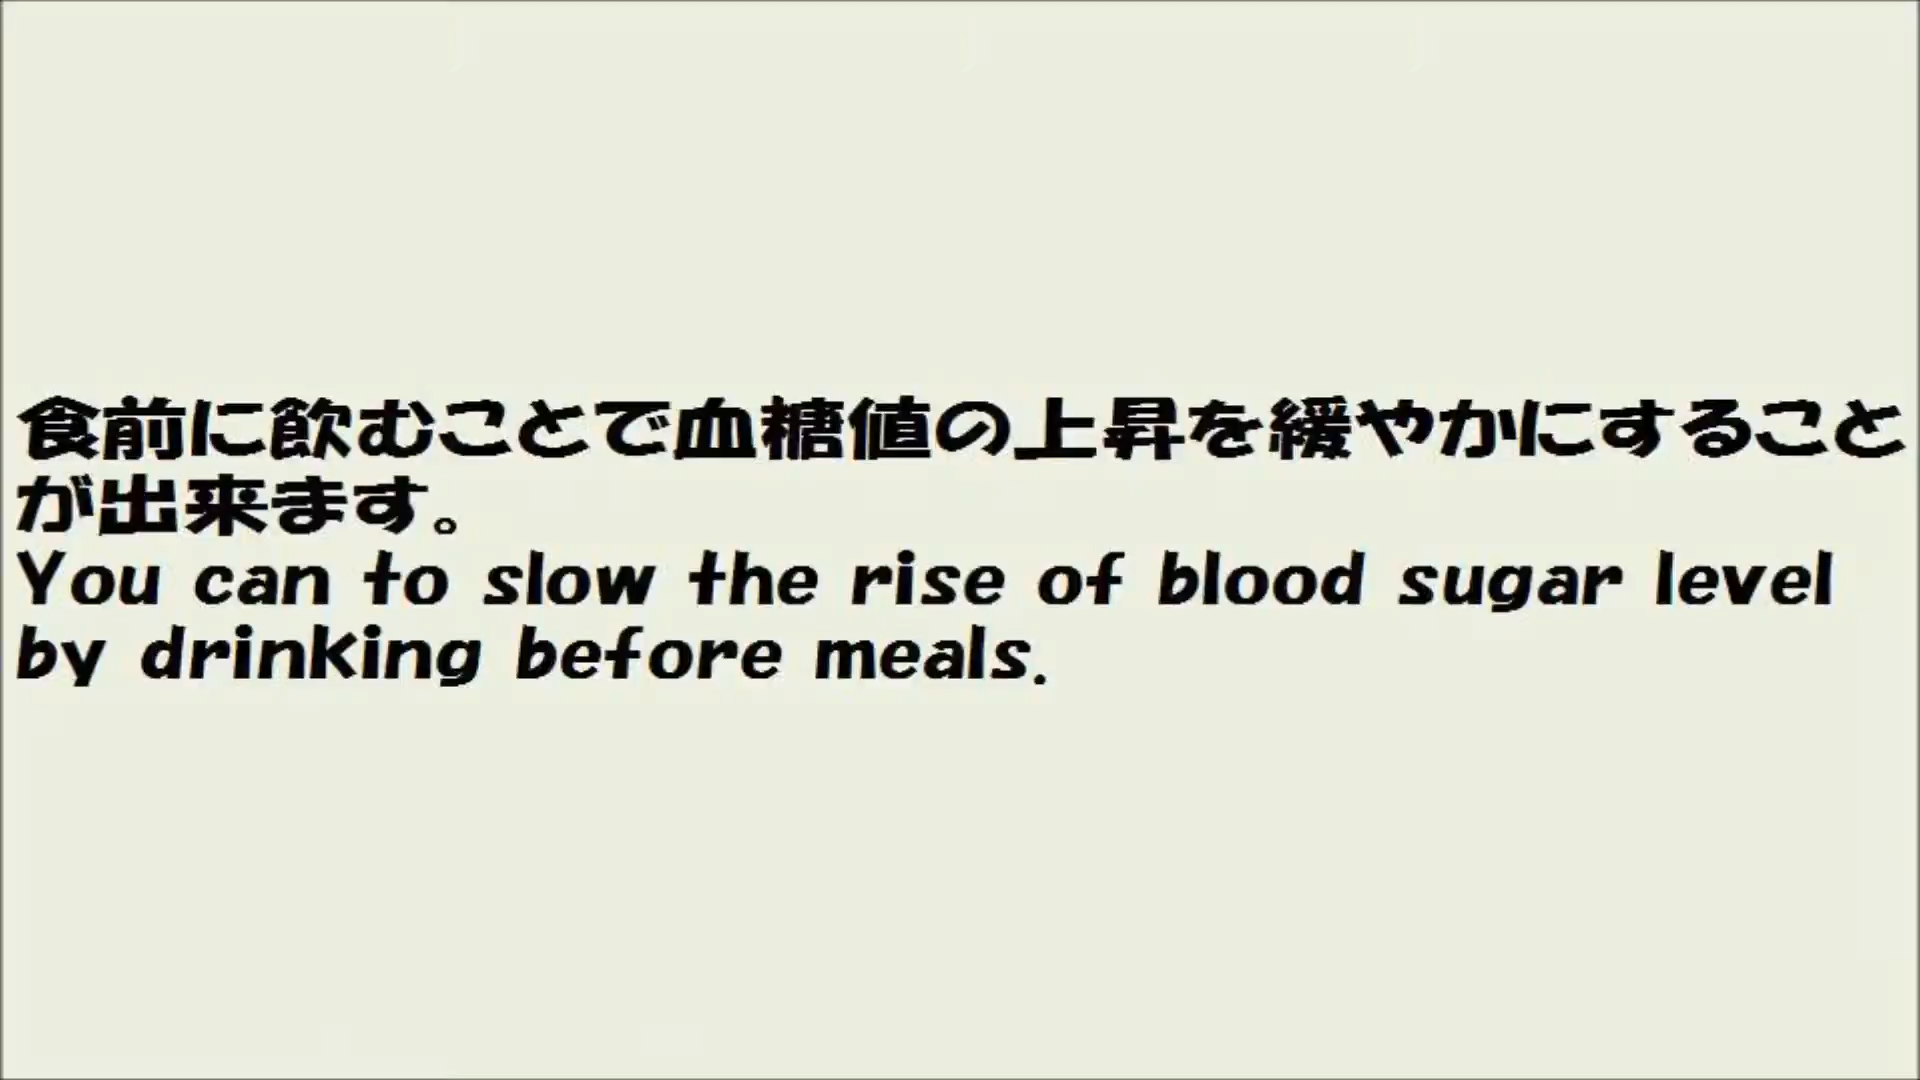 食前に飲むことで血糖値の上昇を緩やかにすること
が出来ます。
You can to slow the rise of blood sugar level
by drinking before meals.